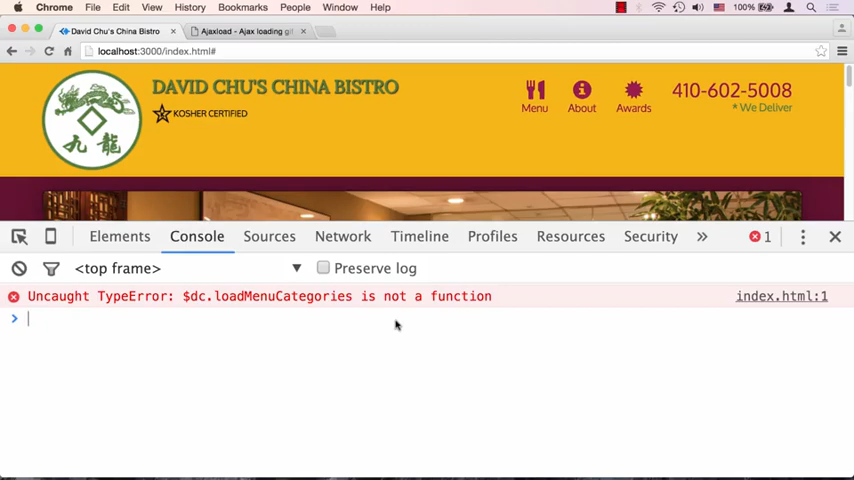 Chrome File Edit View History Bookmarks People Window Help 100%
David Chu's China Bistro Ajaxload - Ajax loading gif
localhost:3000/index.html#
DAVID CHU'S CHINA BISTRO
KOSHER CERTIFIED
九龍
Menu About Awards
410-602-5008
* We Deliver
Elements Console Sources Network Timeline Profiles Resources Security » 1
<top frame> Preserve log
Uncaught TypeError: $dc.loadMenuCategories is not a function index.html:1